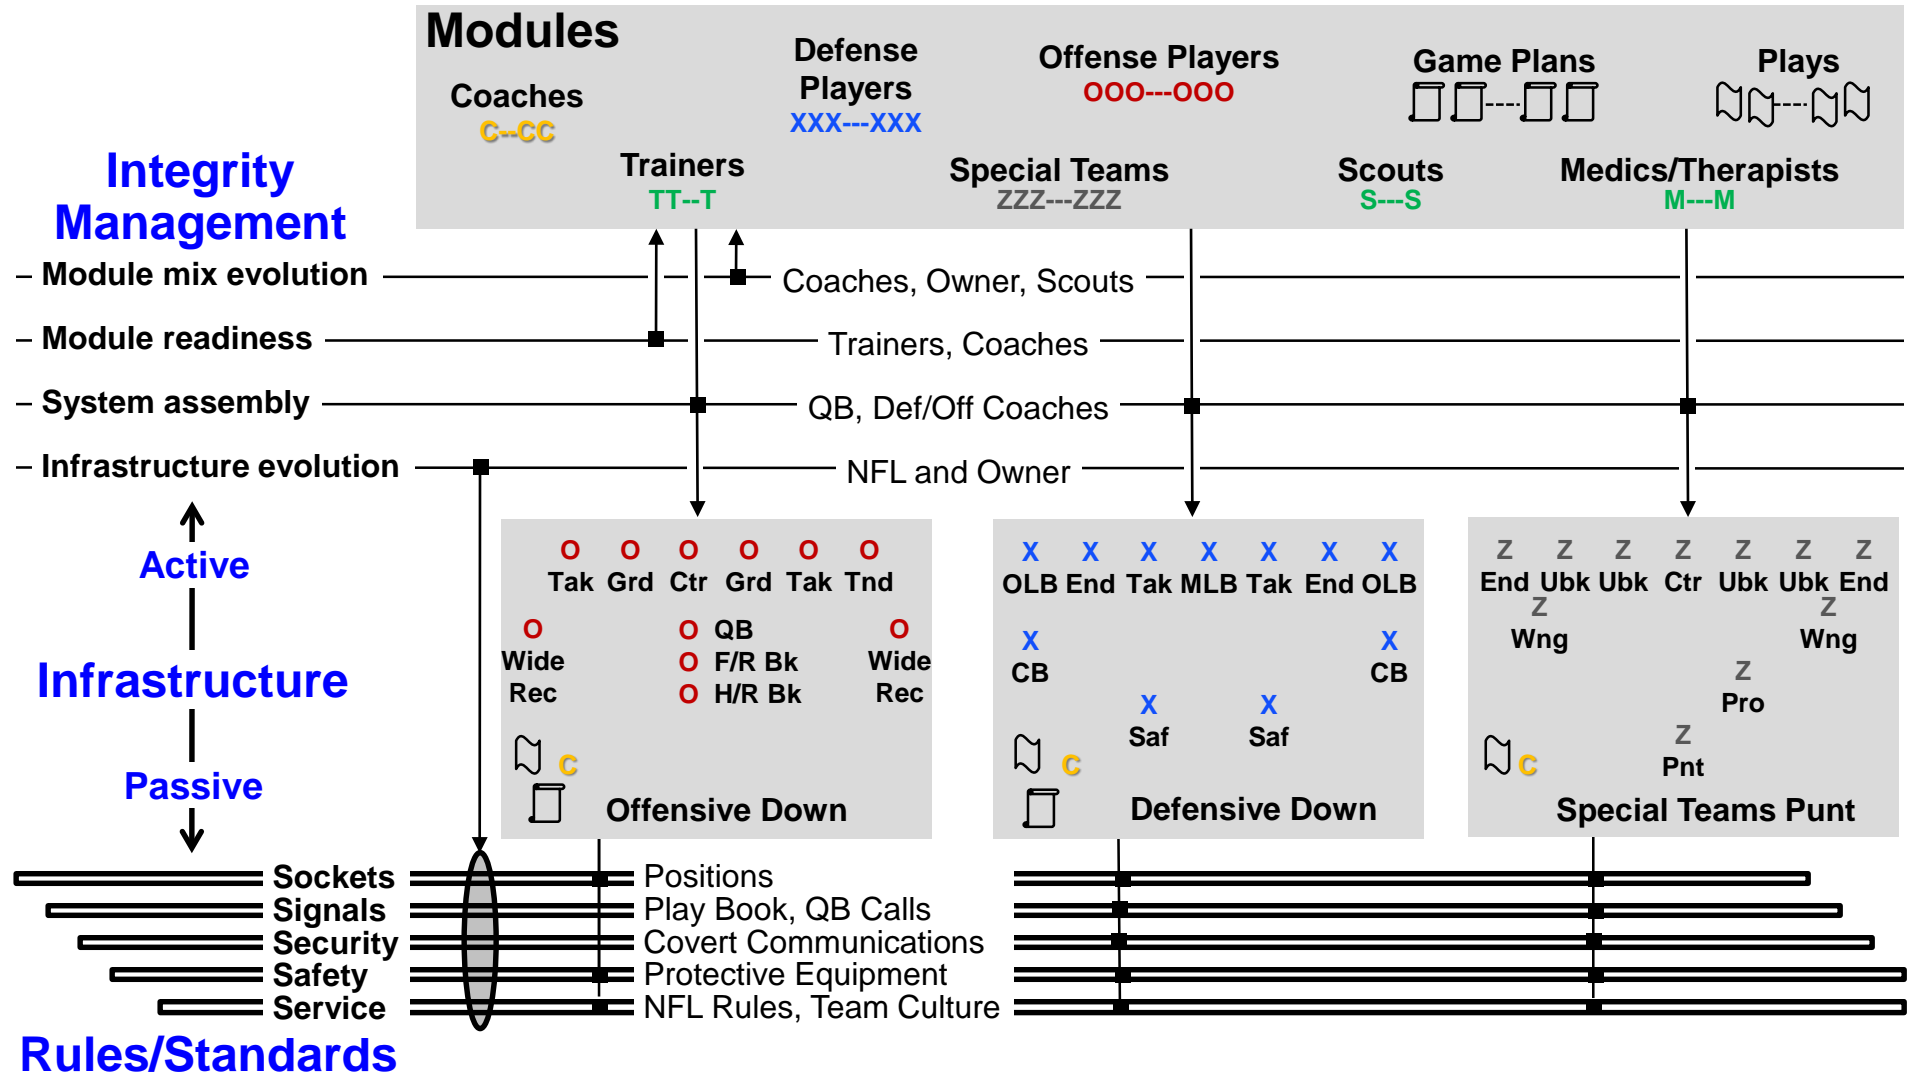 Modules
Coaches
C--CC
Defense
Players
XXX---XXX
Offense Players
OOO---OOO
Game Plans
Plays
Trainers
TT--T
Special Teams
ZZZ---ZZZ
Scouts
S---S
Medics/Therapists
M---M
Integrity
Management
– Module mix evolution
Coaches, Owner, Scouts
– Module readiness
Trainers, Coaches
– System assembly
QB, Def/Off Coaches
– Infrastructure evolution
NFL and Owner
Active
Infrastructure
Passive
O O O O O O
Tak Grd Ctr Grd Tak Tnd
O O QB O
Wide O F/R Bk Wide
Rec O H/R Bk Rec
C
Offensive Down
X X X X X X X
OLB End Tak MLB Tak End OLB
X X
CB CB
X X
Saf Saf
C
Defensive Down
Z Z Z Z Z Z Z
End Ubk Ubk Ctr Ubk Ubk End
Z Z
Wng Wng
Z
Pro
Z
Pnt
C
Special Teams Punt
Sockets Positions
Signals Play Book, QB Calls
Security Covert Communications
Safety Protective Equipment
Service NFL Rules, Team Culture
Rules/Standards